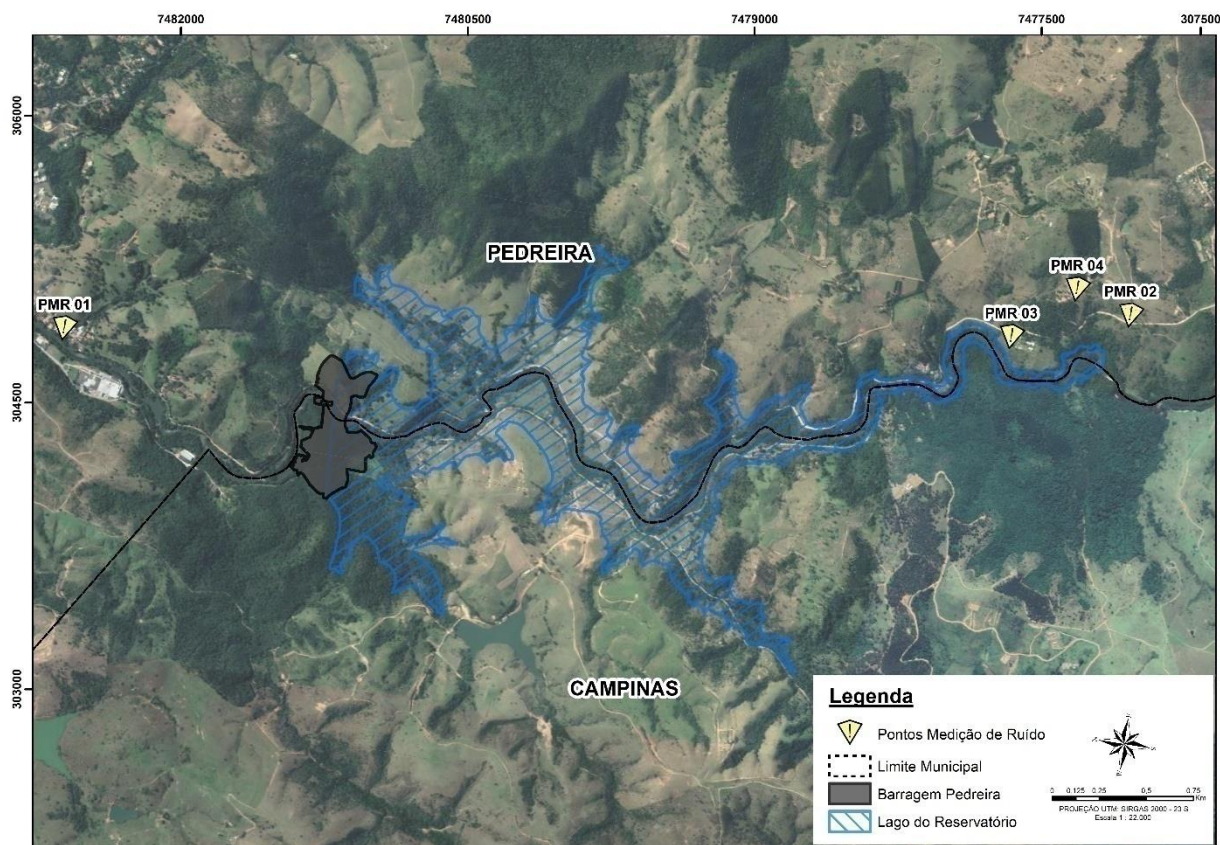 7482000
7480500
7479000
7477500
307500
306000
304500
303000
PEDREIRA
PMR 04
PMR 02
PMR 01
PMR 03
CAMPINAS
Legenda
Pontos Medição de Ruído
Limite Municipal
Barragem Pedreira
Lago do Reservatório
0 0,125 0,25 0,5 0,75
Km
PROJEÇÃO UTM: SIRGAS 2000 - 23 S
Escala 1 : 22.000